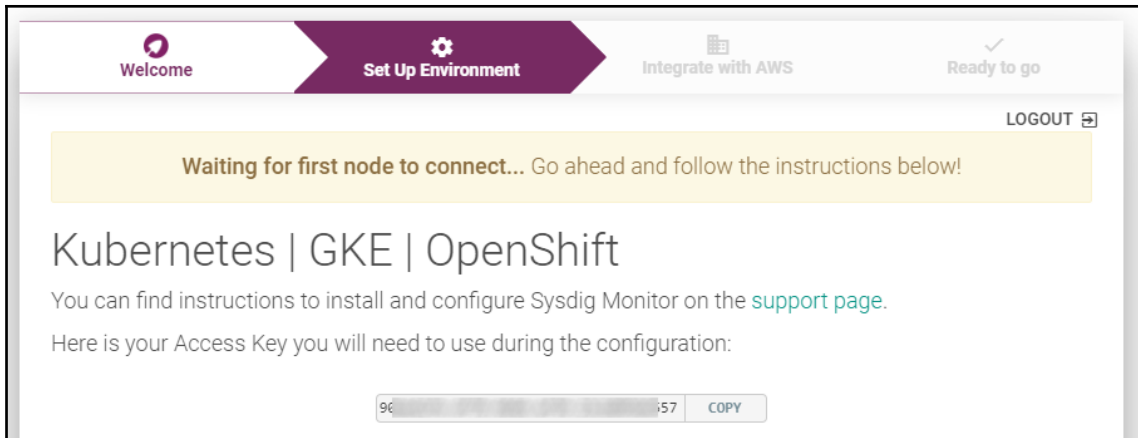 Welcome
Set Up Environment
Integrate with AWS
Ready to go
LOGOUT
Waiting for first node to connect... Go ahead and follow the instructions below!
Kubernetes | GKE | OpenShift
You can find instructions to install and configure Sysdig Monitor on the support page.
Here is your Access Key you will need to use during the configuration:
COPY